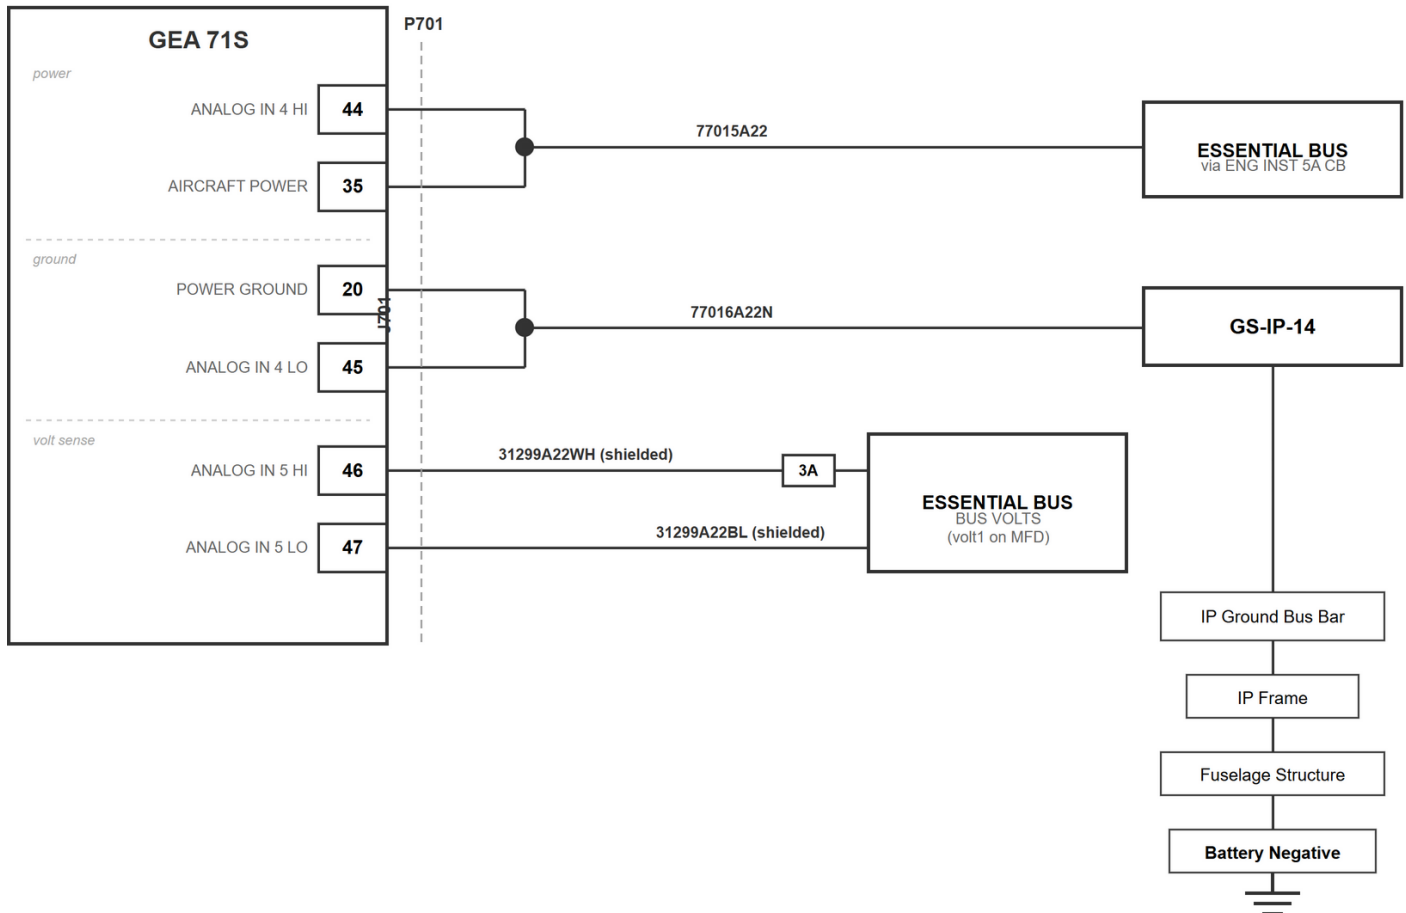 GEA 71S
P701
power
ANALOG IN 4 HI 44
77015A22
ESSENTIAL BUS
via ENG INST 5A CB
AIRCRAFT POWER 35
ground
POWER GROUND 20
J701
77016A22N
GS-IP-14
ANALOG IN 4 LO 45
volt sense
ANALOG IN 5 HI 46
31299A22WH (shielded)
3A
ESSENTIAL BUS
BUS VOLTS
(volt1 on MFD)
ANALOG IN 5 LO 47
31299A22BL (shielded)
IP Ground Bus Bar
IP Frame
Fuselage Structure
Battery Negative